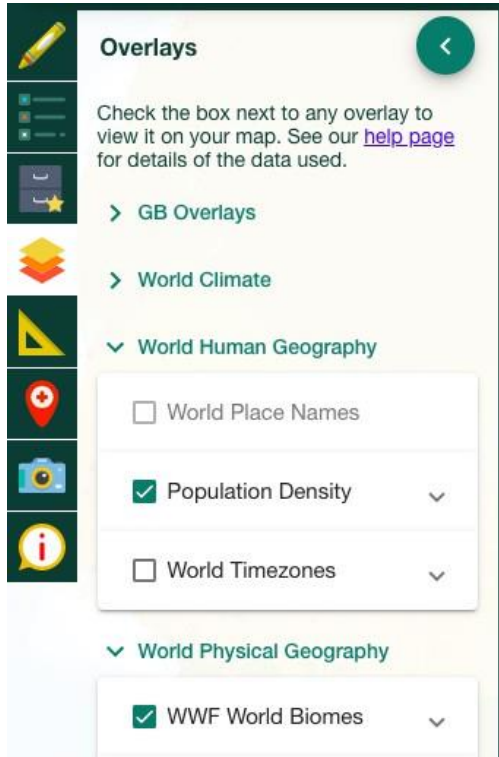 Overlays
Check the box next to any overlay to
view it on your map. See our help page
for details of the data used.
GB Overlays
World Climate
World Human Geography
World Place Names
Population Density
World Timezones
World Physical Geography
WWF World Biomes